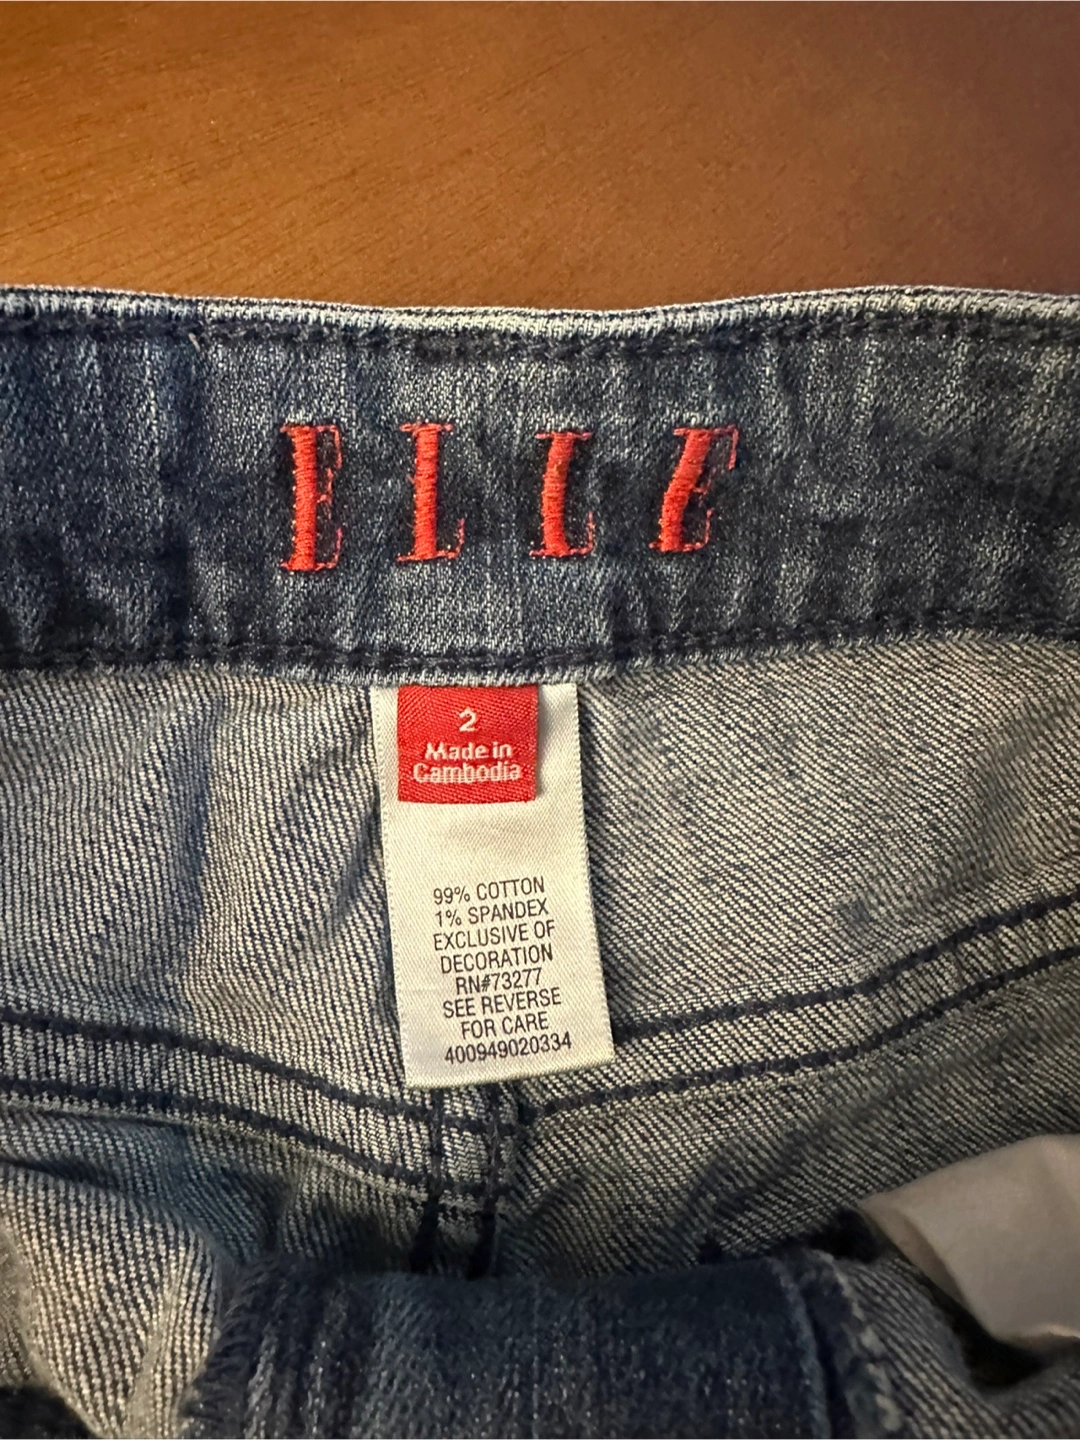 ELLE
2
Made in
Cambodia
99% COTTON
1% SPANDEX
EXCLUSIVE OF
DECORATION
RN#73277
SEE REVERSE
FOR CARE
400949020334